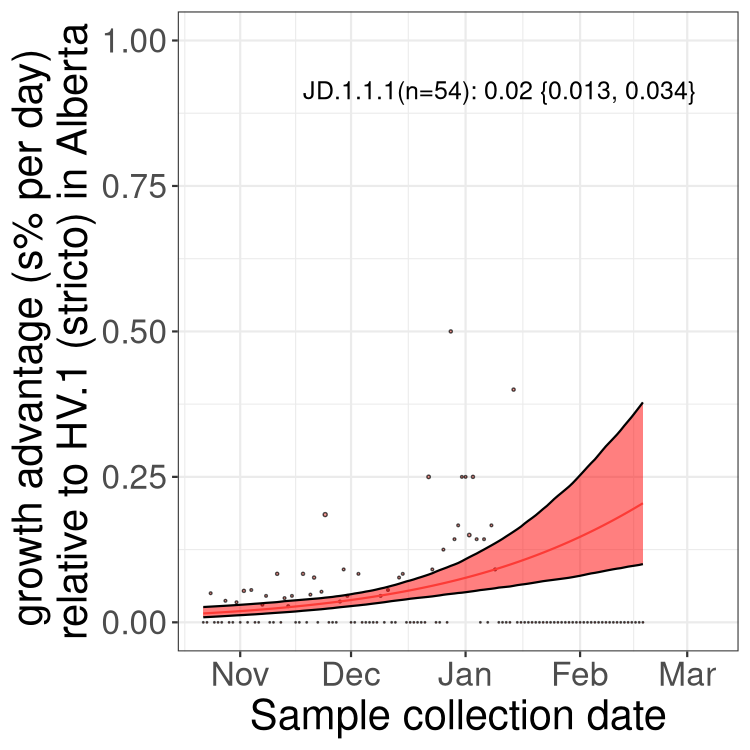 growth advantage (s% per day)
relative to HV.1 (stricto) in Alberta
1.00
JD.1.1.1(n=54): 0.02 {0.013, 0.034}
0.75
0.50
0.25
0.00
Nov Dec Jan Feb Mar
Sample collection date